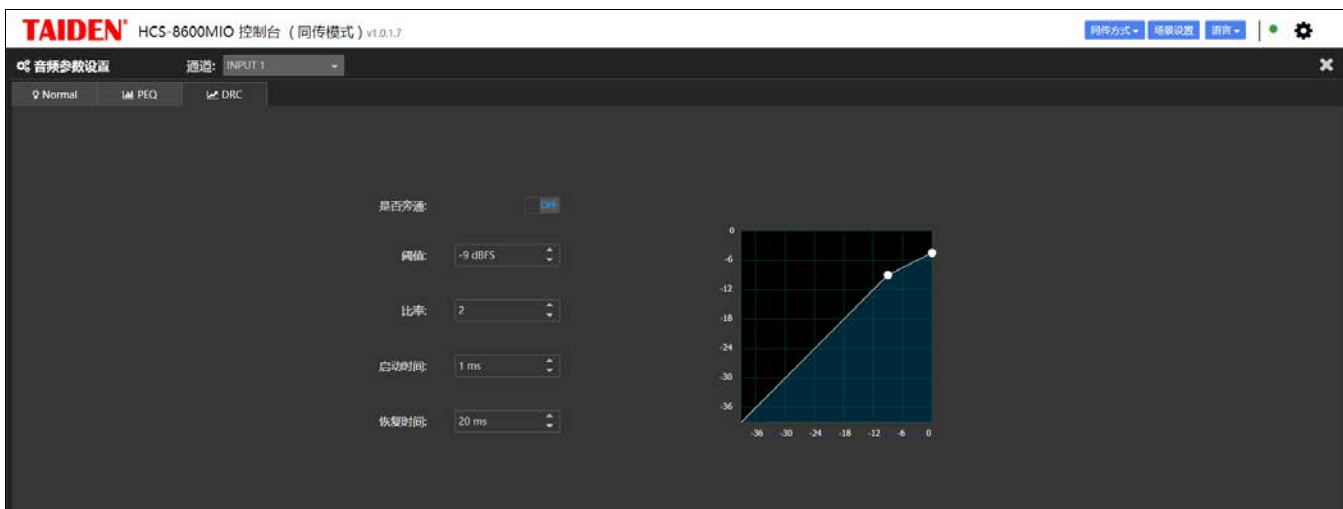 TAIDEN® HCS-8600MIO 控制台 ( 同传模式 ) v1.0.1.7 同传方式 场景设置 语言
音频参数设置 通道: INPUT 1
Normal PEQ DRC
是否旁通: OFF
阈值: -9 dBFS
比率: 2
启动时间: 1 ms
恢复时间: 20 ms
0
-6
-12
-18
-24
-30
-36
-36 -30 -24 -18 -12 -6 0